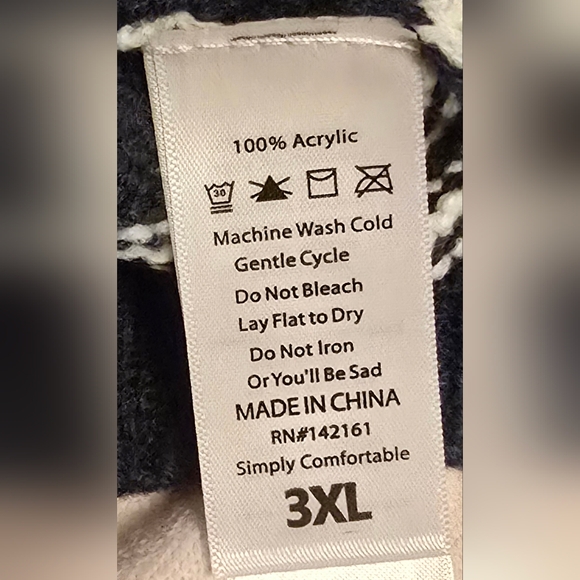 100% Acrylic
30
Machine Wash Cold
Gentle Cycle
Do Not Bleach
Lay Flat to Dry
Do Not Iron
Or You'll Be Sad
MADE IN CHINA
RN#142161
Simply Comfortable
3XL